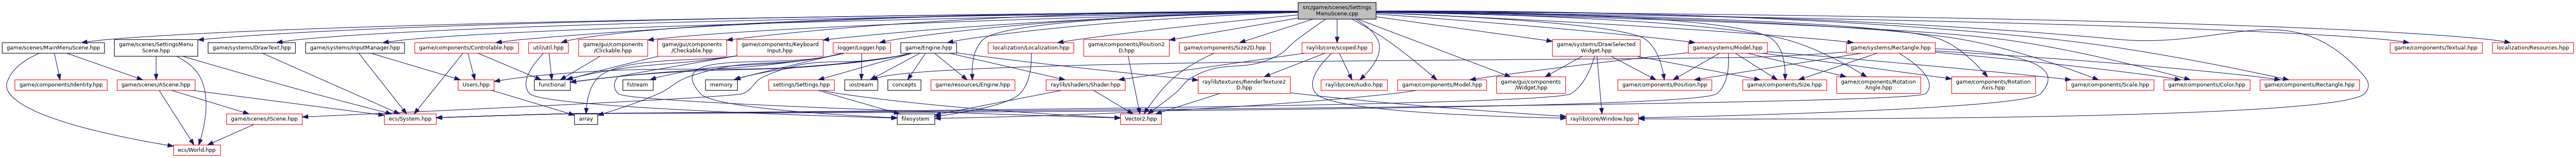 src/game/scenes/Settings
MenuScene.cpp
game/scenes/MainMenuScene.hpp
game/scenes/SettingsMenu
Scene.hpp
game/systems/DrawText.hpp
game/systems/InputManager.hpp
game/components/Controlable.hpp
util/util.hpp
game/gui/components
/Clickable.hpp
game/gui/components
/Checkable.hpp
game/components/Keyboard
Input.hpp
logger/Logger.hpp
game/Engine.hpp
localization/Localization.hpp
game/components/Position2
D.hpp
game/components/Size2D.hpp
raylib/core/scoped.hpp
game/systems/DrawSelected
Widget.hpp
game/systems/Model.hpp
game/systems/Rectangle.hpp
game/components/Textual.hpp
localization/Resources.hpp
game/components/Identity.hpp
game/scenes/AScene.hpp
Users.hpp
functional
fstream
memory
settings/Settings.hpp
iostream
concepts
game/resources/Engine.hpp
raylib/shaders/Shader.hpp
raylib/textures/RenderTexture2
D.hpp
raylib/core/Audio.hpp
game/components/Model.hpp
game/gui/components
/Widget.hpp
game/components/Position.hpp
game/components/Size.hpp
game/components/Rotation
Angle.hpp
game/components/Rotation
Axis.hpp
game/components/Scale.hpp
game/components/Color.hpp
game/components/Rectangle.hpp
game/scenes/IScene.hpp
ecs/System.hpp
array
filesystem
Vector2.hpp
raylib/core/Window.hpp
ecs/World.hpp